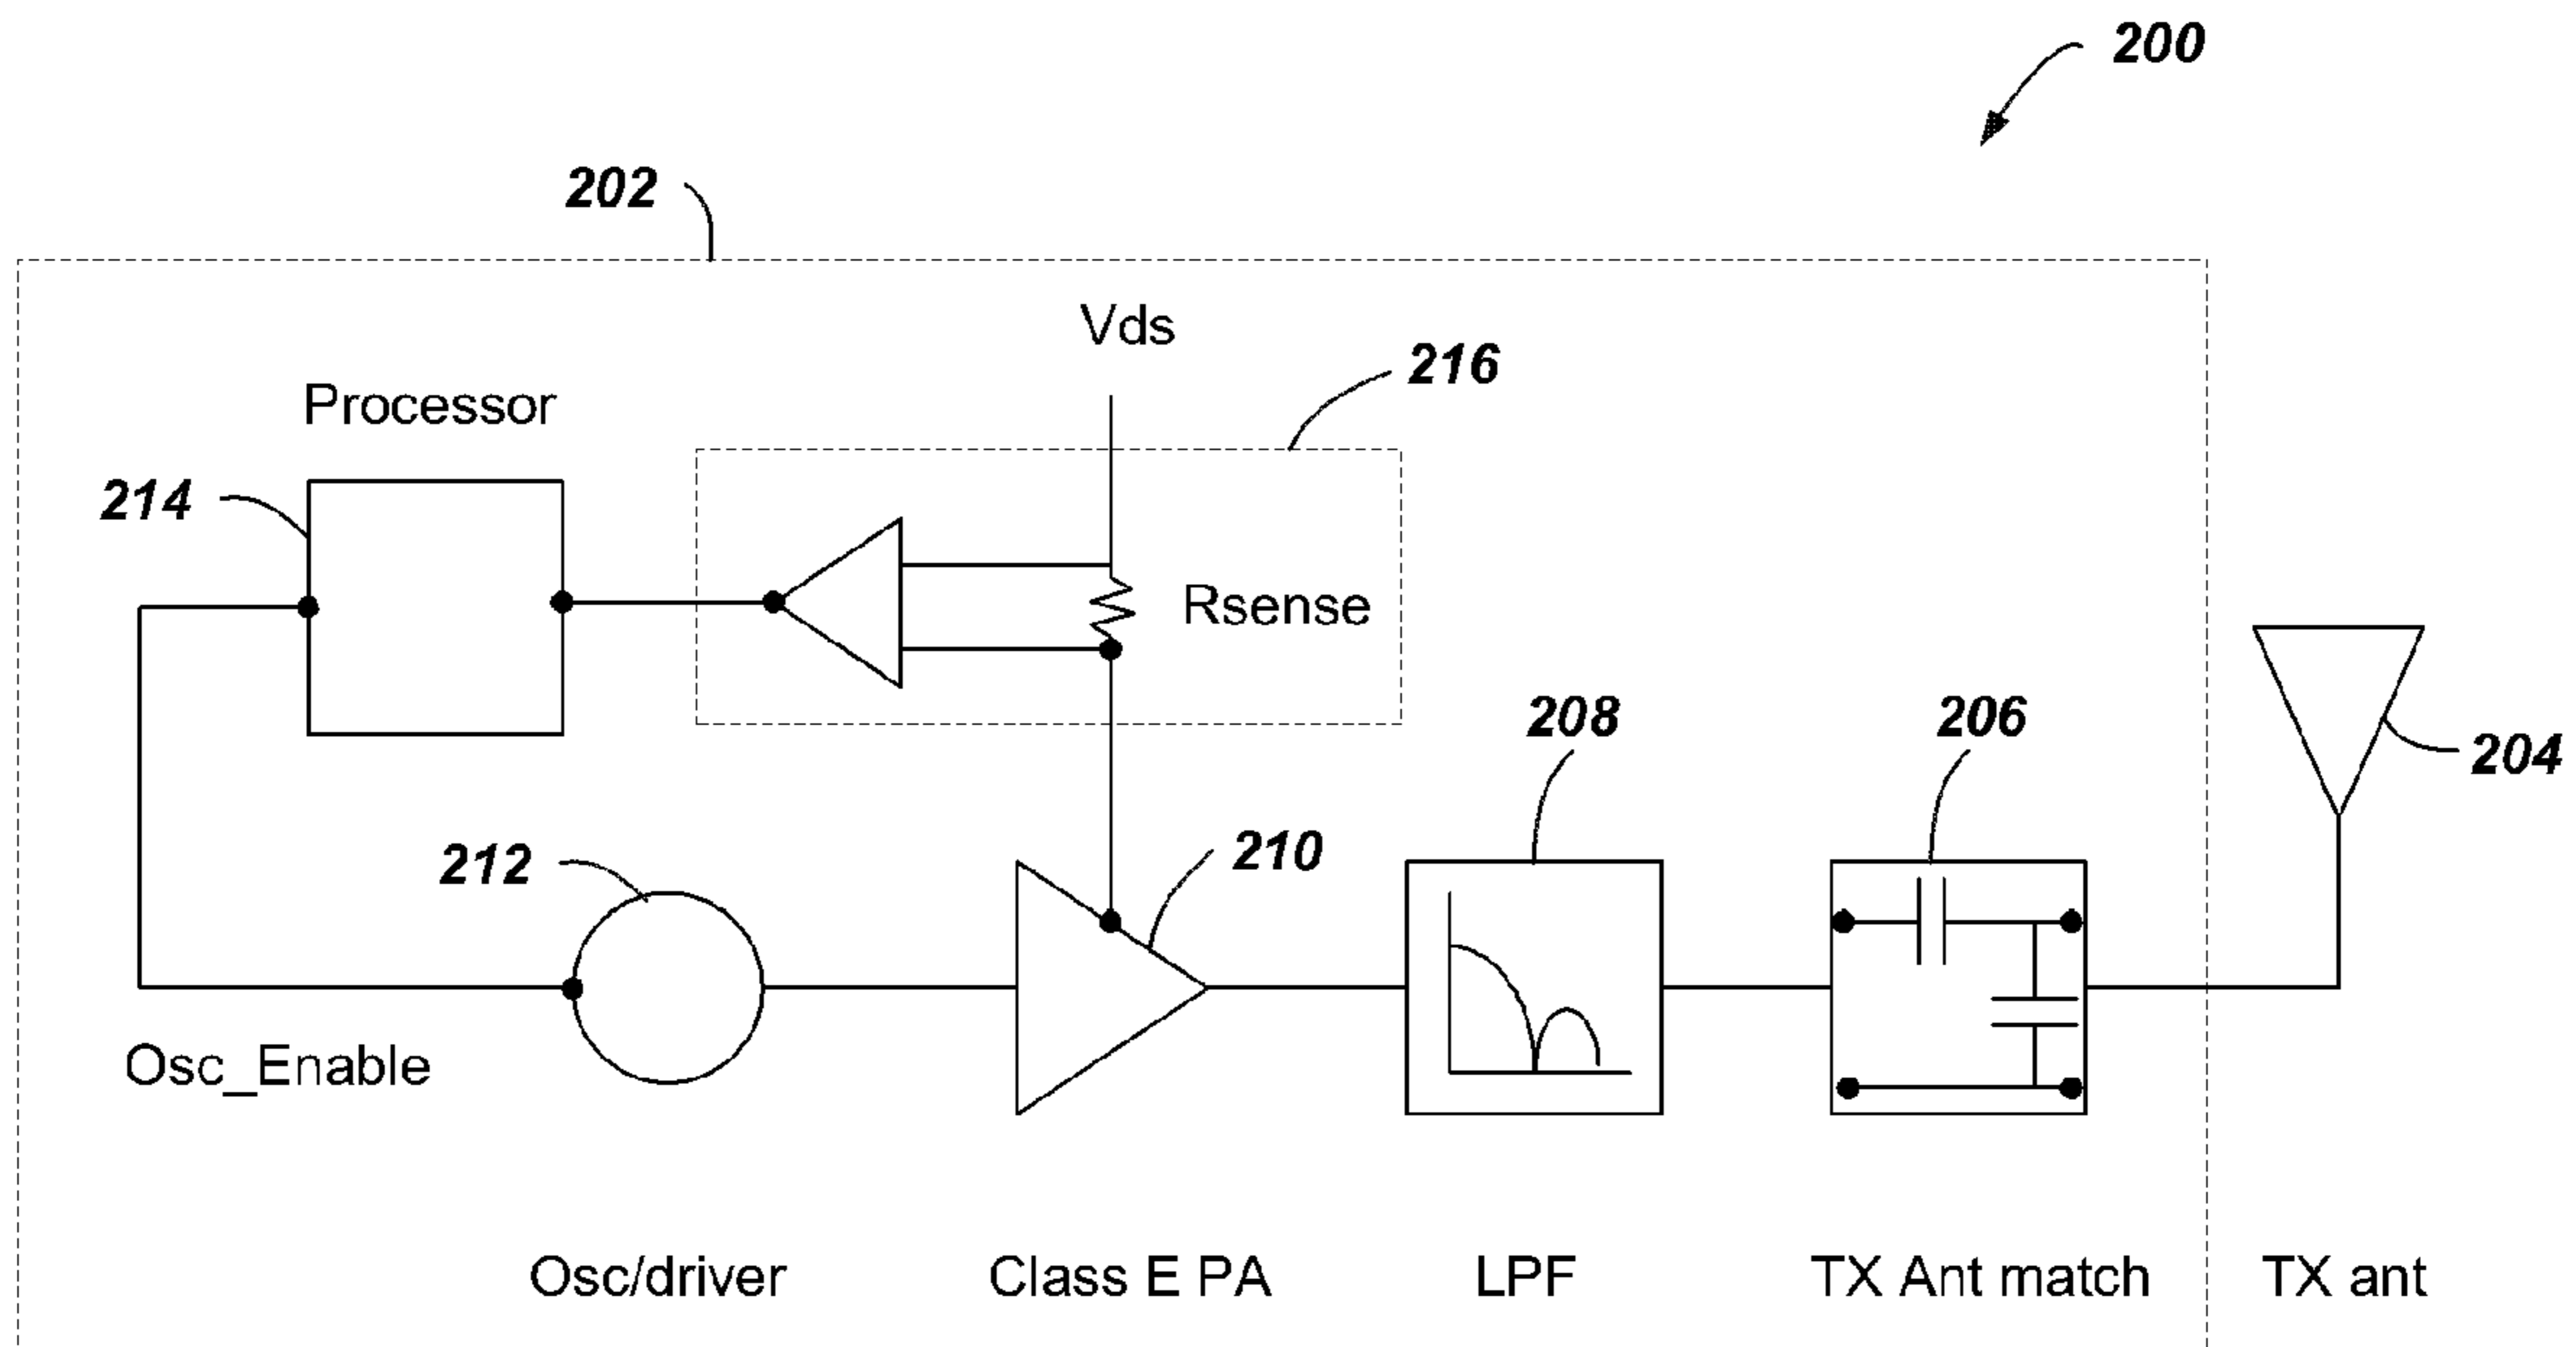 200
202
Vds
216
Processor
214
Rsense
208
206
204
212
210
Osc_Enable
Osc/driver
Class E PA
LPF
TX Ant match
TX ant